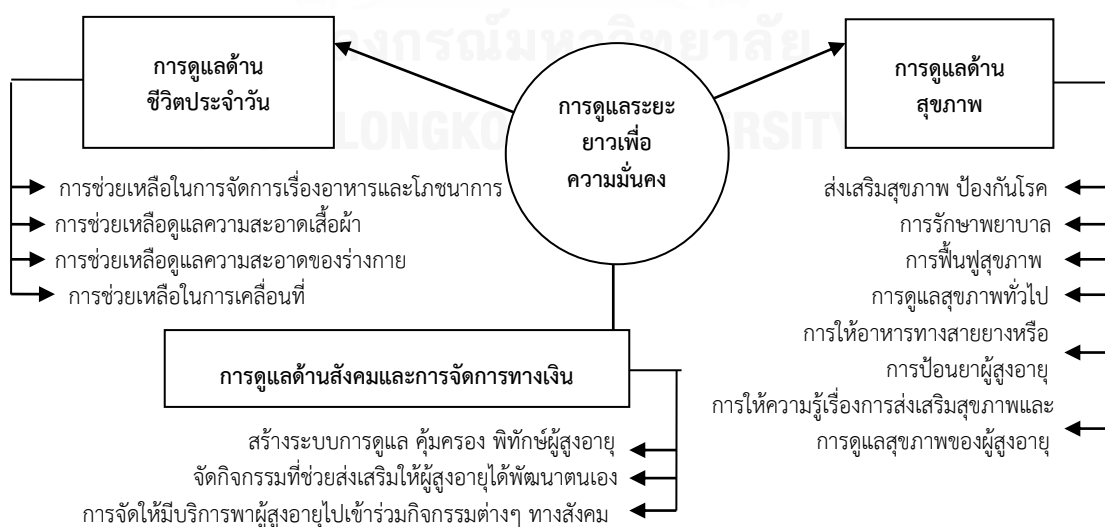 การดูแลด้าน
ชีวิตประจำวัน
การดูแลระยะ
ยาวเพื่อ
ความมั่นคง
การดูแลด้าน
สุขภาพ
การช่วยเหลือในการจัดการเรื่องอาหารและโภชนาการ
การช่วยเหลือดูแลความสะอาดเสื้อผ้า
การช่วยเหลือดูแลความสะอาดของร่างกาย
การช่วยเหลือในการเคลื่อนที่
ส่งเสริมสุขภาพ ป้องกันโรค
การรักษาพยาบาล
การฟื้นฟูสุขภาพ
การดูแลสุขภาพทั่วไป
การให้อาหารทางสายยางหรือ
การป้อนยาผู้สูงอายุ
การให้ความรู้เรื่องการส่งเสริมสุขภาพและ
การดูแลสุขภาพของผู้สูงอายุ
การดูแลด้านสังคมและการจัดการทางเงิน
สร้างระบบการดูแล คุ้มครอง พิทักษ์ผู้สูงอายุ
จัดกิจกรรมที่ช่วยส่งเสริมให้ผู้สูงอายุได้พัฒนาตนเอง
การจัดให้มีบริการพาผู้สูงอายุไปเข้าร่วมกิจกรรมต่างๆ ทางสังคม